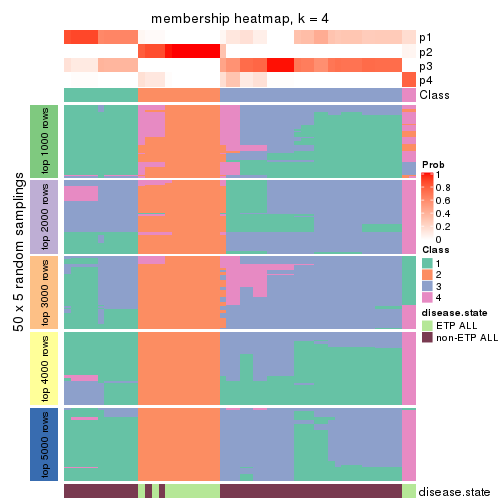 membership heatmap, k = 4
p1
p2
p3
p4
Class
50 x 5 random samplings
top 1000 rows
top 2000 rows
top 3000 rows
top 4000 rows
top 5000 rows
Prob
1
0.8
0.6
0.4
0.2
0
Class
1
2
3
4
disease.state
ETP ALL
non-ETP ALL
disease.state